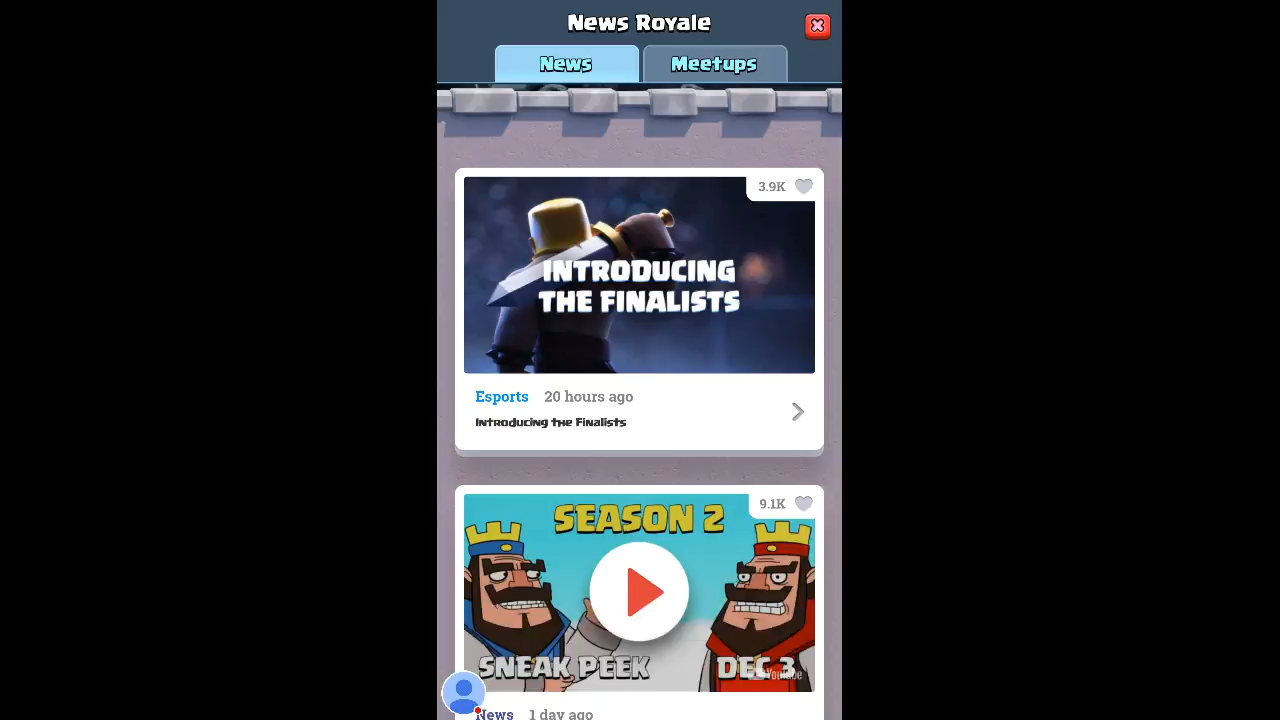 News Royale
News
Meetups
3.9K
INTRODUCING
THE FINALISTS
Esports 20 hours ago
Introducing the Finalists
9.1K
SEASON 2
SNEAK PEEK
DEC 3
YouTube
News 1 day ago